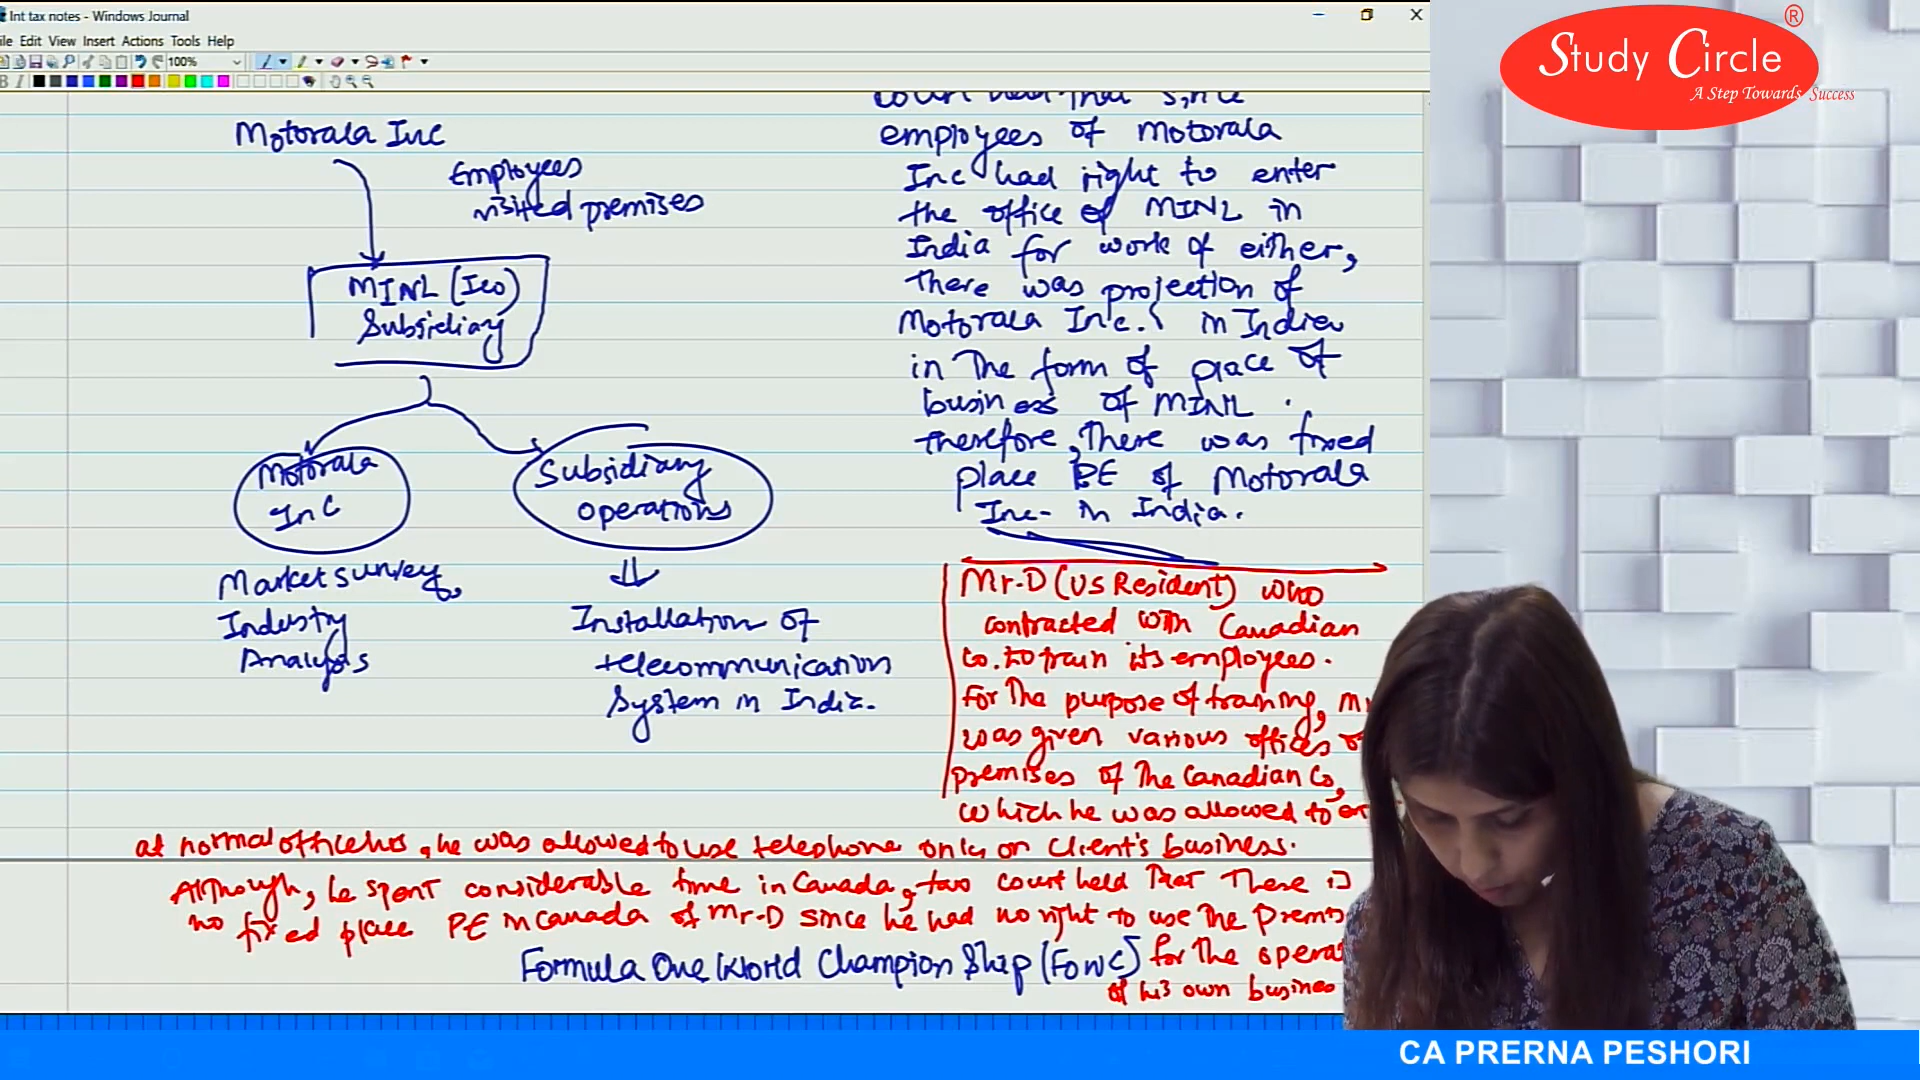 Int tax notes - Windows Journal
ile Edit View Insert Actions Tools Help
100%
B I
Study Circle ®
A Step Towards Success
Motorala Inc
Employees
visited premises
MINL (Ico)
Subsidiary
Motorala
Inc
Subsidiary
operations
Market survey,
Industry
Analysis
Installation of
telecommunication
System in India.
court held that since
employees of Motorala
Inc had right to enter
the office of MINL in
India for work of either,
there was projection of
Motorala Inc. in India
in The form of place of
business of MINL.
therefore, There was fixed
place PE of Motorala
Inc- in India.
Mr-D (US Resident) who
contracted with Canadian
Co. to train its employees.
For The purpose of training, M
was given various offices o
premises of The Canadian Co,
which he was allowed to
at normal office hrs, he was allowed to use telephone only on client's business.
Although, he spent considerable time in Canada, tax court held That There is
no fixed place PE in Canada of Mr-D since he had no right to use The Premis
for The opera
of his own busines
Formula One World Champion Ship (FOWC)
CA PRERNA PESHORI